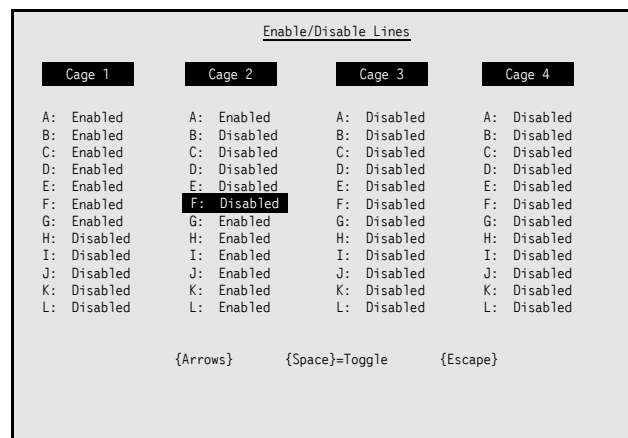 Enable/Disable Lines
Cage 1 Cage 2 Cage 3 Cage 4
A: Enabled A: Enabled A: Disabled A: Disabled
B: Enabled B: Disabled B: Disabled B: Disabled
C: Enabled C: Disabled C: Disabled C: Disabled
D: Enabled D: Disabled D: Disabled D: Disabled
E: Enabled E: Disabled E: Disabled E: Disabled
F: Enabled F: Disabled F: Disabled F: Disabled
G: Enabled G: Enabled G: Disabled G: Disabled
H: Disabled H: Enabled H: Disabled H: Disabled
I: Disabled I: Enabled I: Disabled I: Disabled
J: Disabled J: Enabled J: Disabled J: Disabled
K: Disabled K: Enabled K: Disabled K: Disabled
L: Disabled L: Enabled L: Disabled L: Disabled
{Arrows} {Space}=Toggle {Escape}